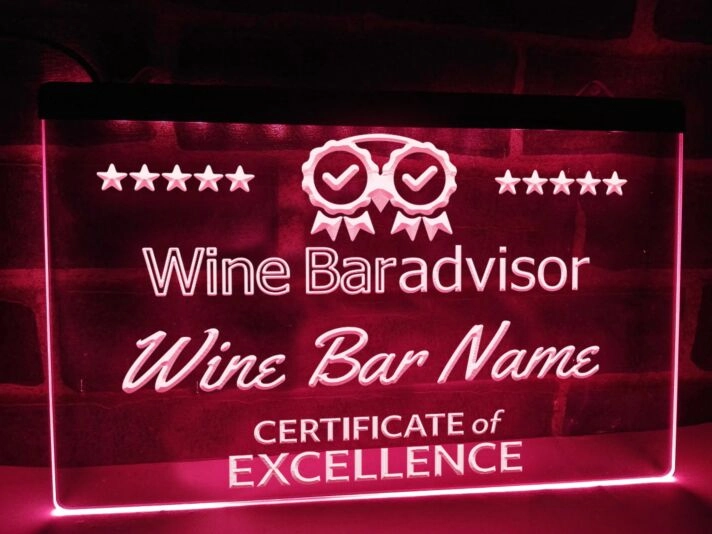 Wine Baradvisor
Wine Bar Name
CERTIFICATE of
EXCELLENCE